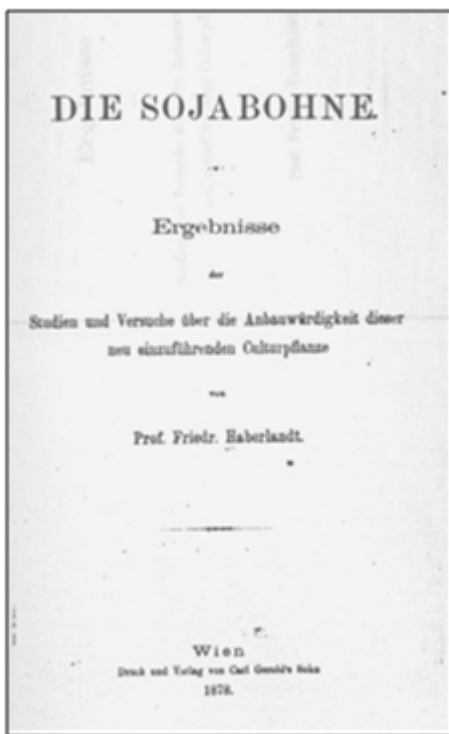 DIE SOJABOHNE.
Ergebnisse
der
Studien und Versuche über die Anbauwürdigkeit dieser
neu einzuführenden Culturpflanze
von
Prof. Friedr. Haberlandt.
Wien
Druck und Verlag von Carl Gerold's Sohn
1878.